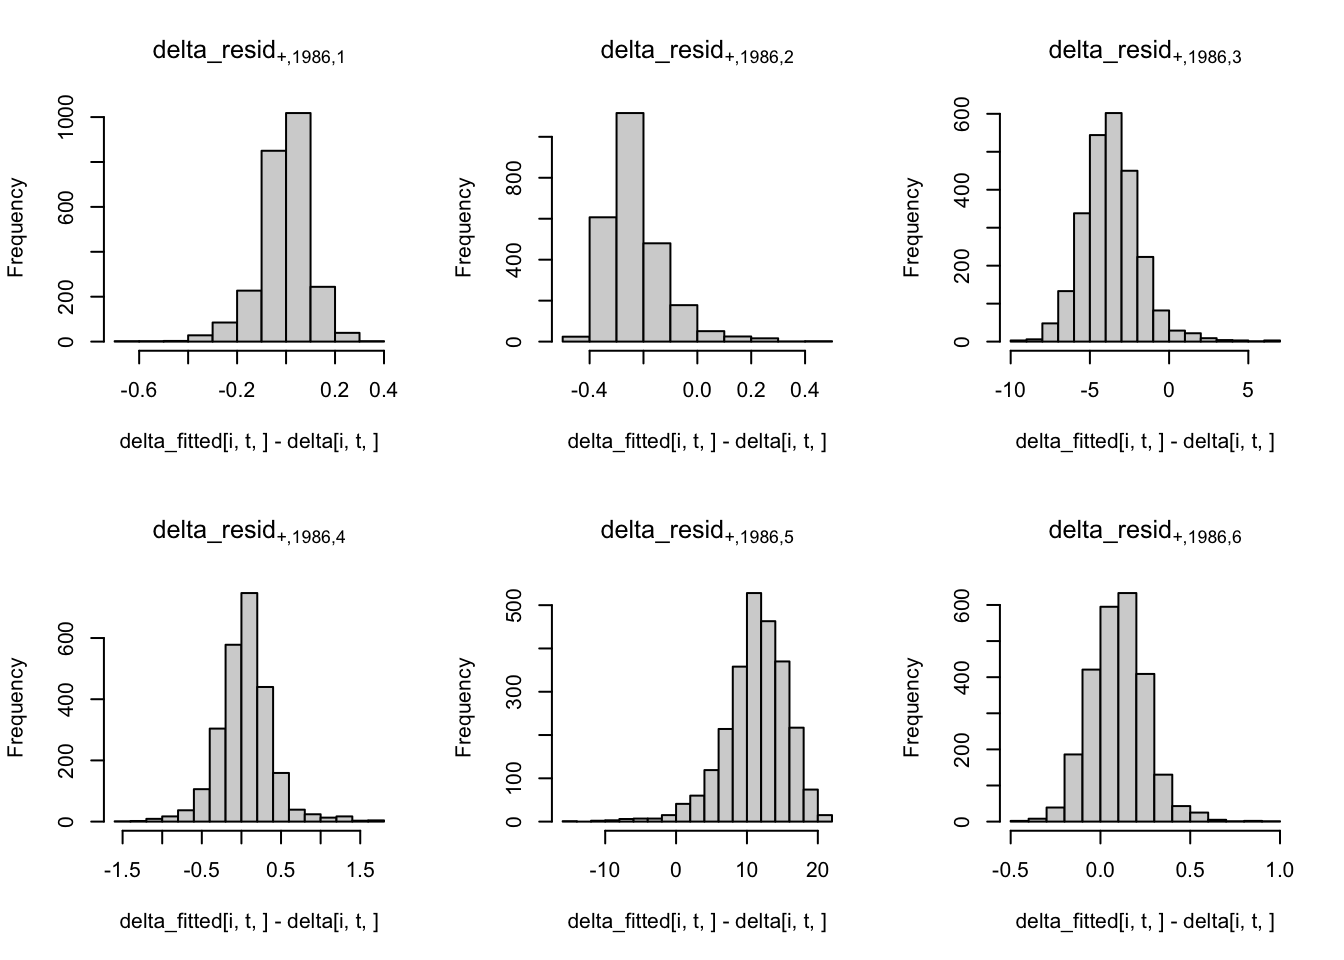 delta_resid+,1986,1
Frequency
0 200 600 1000
-0.6 -0.2 0.2 0.4
delta_fitted[i, t, ] - delta[i, t, ]
delta_resid+,1986,2
Frequency
0 400 800
-0.4 0.0 0.2 0.4
delta_fitted[i, t, ] - delta[i, t, ]
delta_resid+,1986,3
Frequency
0 200 400 600
-10 -5 0 5
delta_fitted[i, t, ] - delta[i, t, ]
delta_resid+,1986,4
Frequency
0 200 400 600
-1.5 -0.5 0.5 1.5
delta_fitted[i, t, ] - delta[i, t, ]
delta_resid+,1986,5
Frequency
0 100 300 500
-10 0 10 20
delta_fitted[i, t, ] - delta[i, t, ]
delta_resid+,1986,6
Frequency
0 200 400 600
-0.5 0.0 0.5 1.0
delta_fitted[i, t, ] - delta[i, t, ]